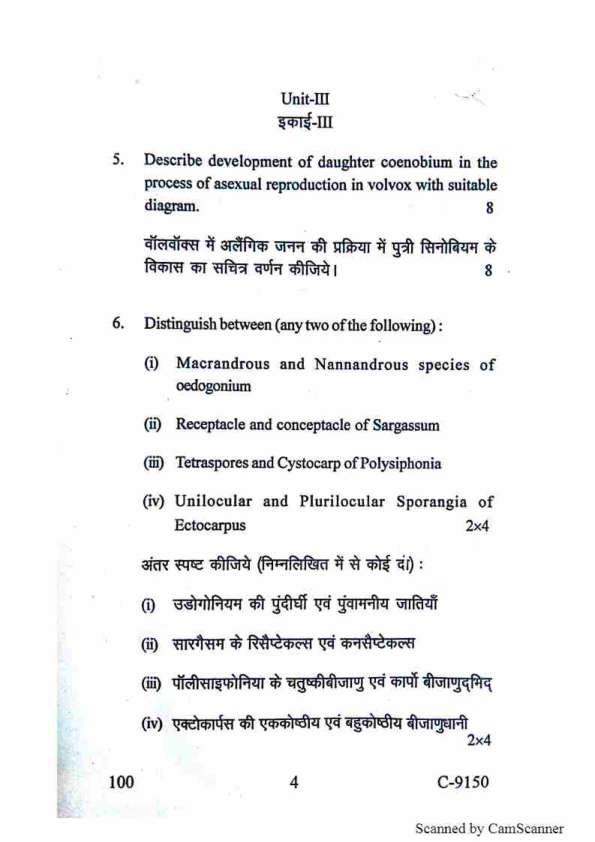 Unit-III
इकाई-III
5. Describe development of daughter coenobium in the
process of asexual reproduction in volvox with suitable
diagram. 8
वॉलवॉक्स में अलैंगिक जनन की प्रक्रिया में पुत्री सिनोबियम के
विकास का सचित्र वर्णन कीजिये। 8
6. Distinguish between (any two of the following) :
(i) Macrandrous and Nannandrous species of
oedogonium
(ii) Receptacle and conceptacle of Sargassum
(iii) Tetraspores and Cystocarp of Polysiphonia
(iv) Unilocular and Plurilocular Sporangia of
Ectocarpus 2×4
अंतर स्पष्ट कीजिये (निम्नलिखित में से कोई दो) :
(i) उडोगोनियम की पुंदीर्घी एवं पुंवामनीय जातियाँ
(ii) सारगैसम के रिसैप्टेकल्स एवं कनसैप्टेकल्स
(iii) पॉलीसाइफोनिया के चतुष्कीबीजाणु एवं कार्पो बीजाणुद्मिद्
(iv) एक्टोकार्पस की एककोष्ठीय एवं बहुकोष्ठीय बीजाणुधानी
2×4
100 4 C-9150
Scanned by CamScanner